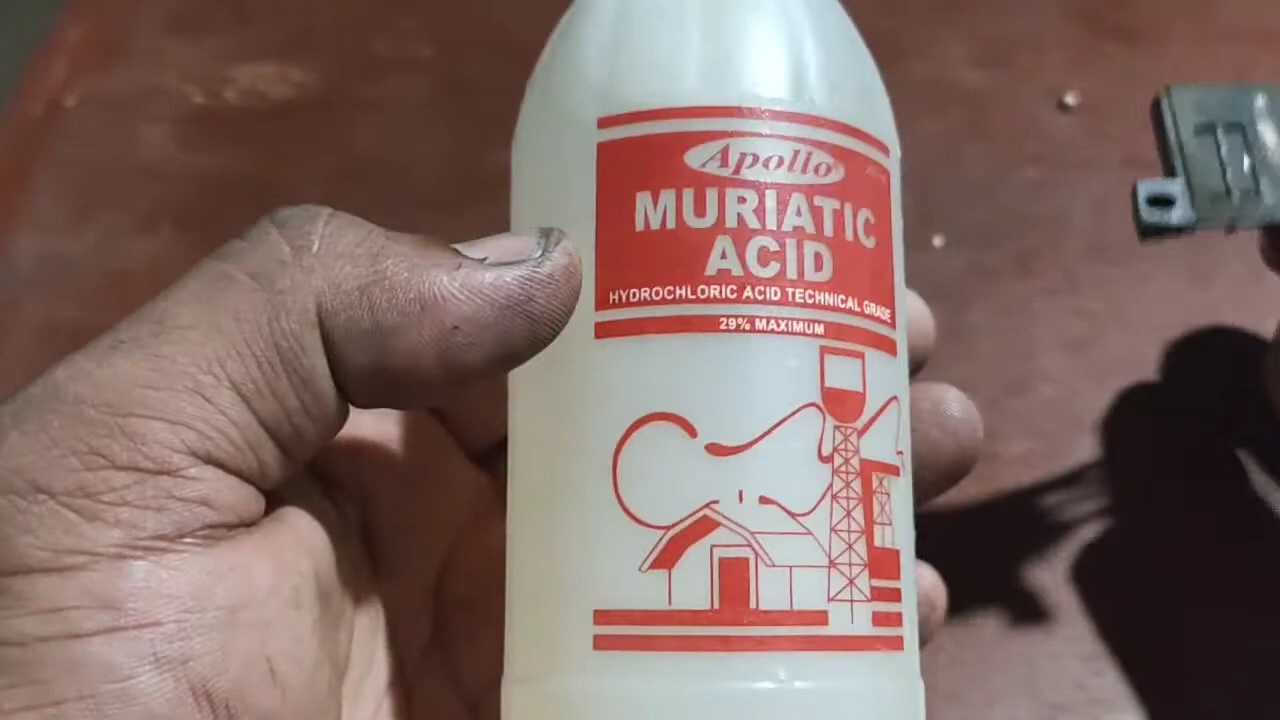 Apollo
MURIATIC
ACID
HYDROCHLORIC ACID TECHNICAL GRADE
29% MAXIMUM